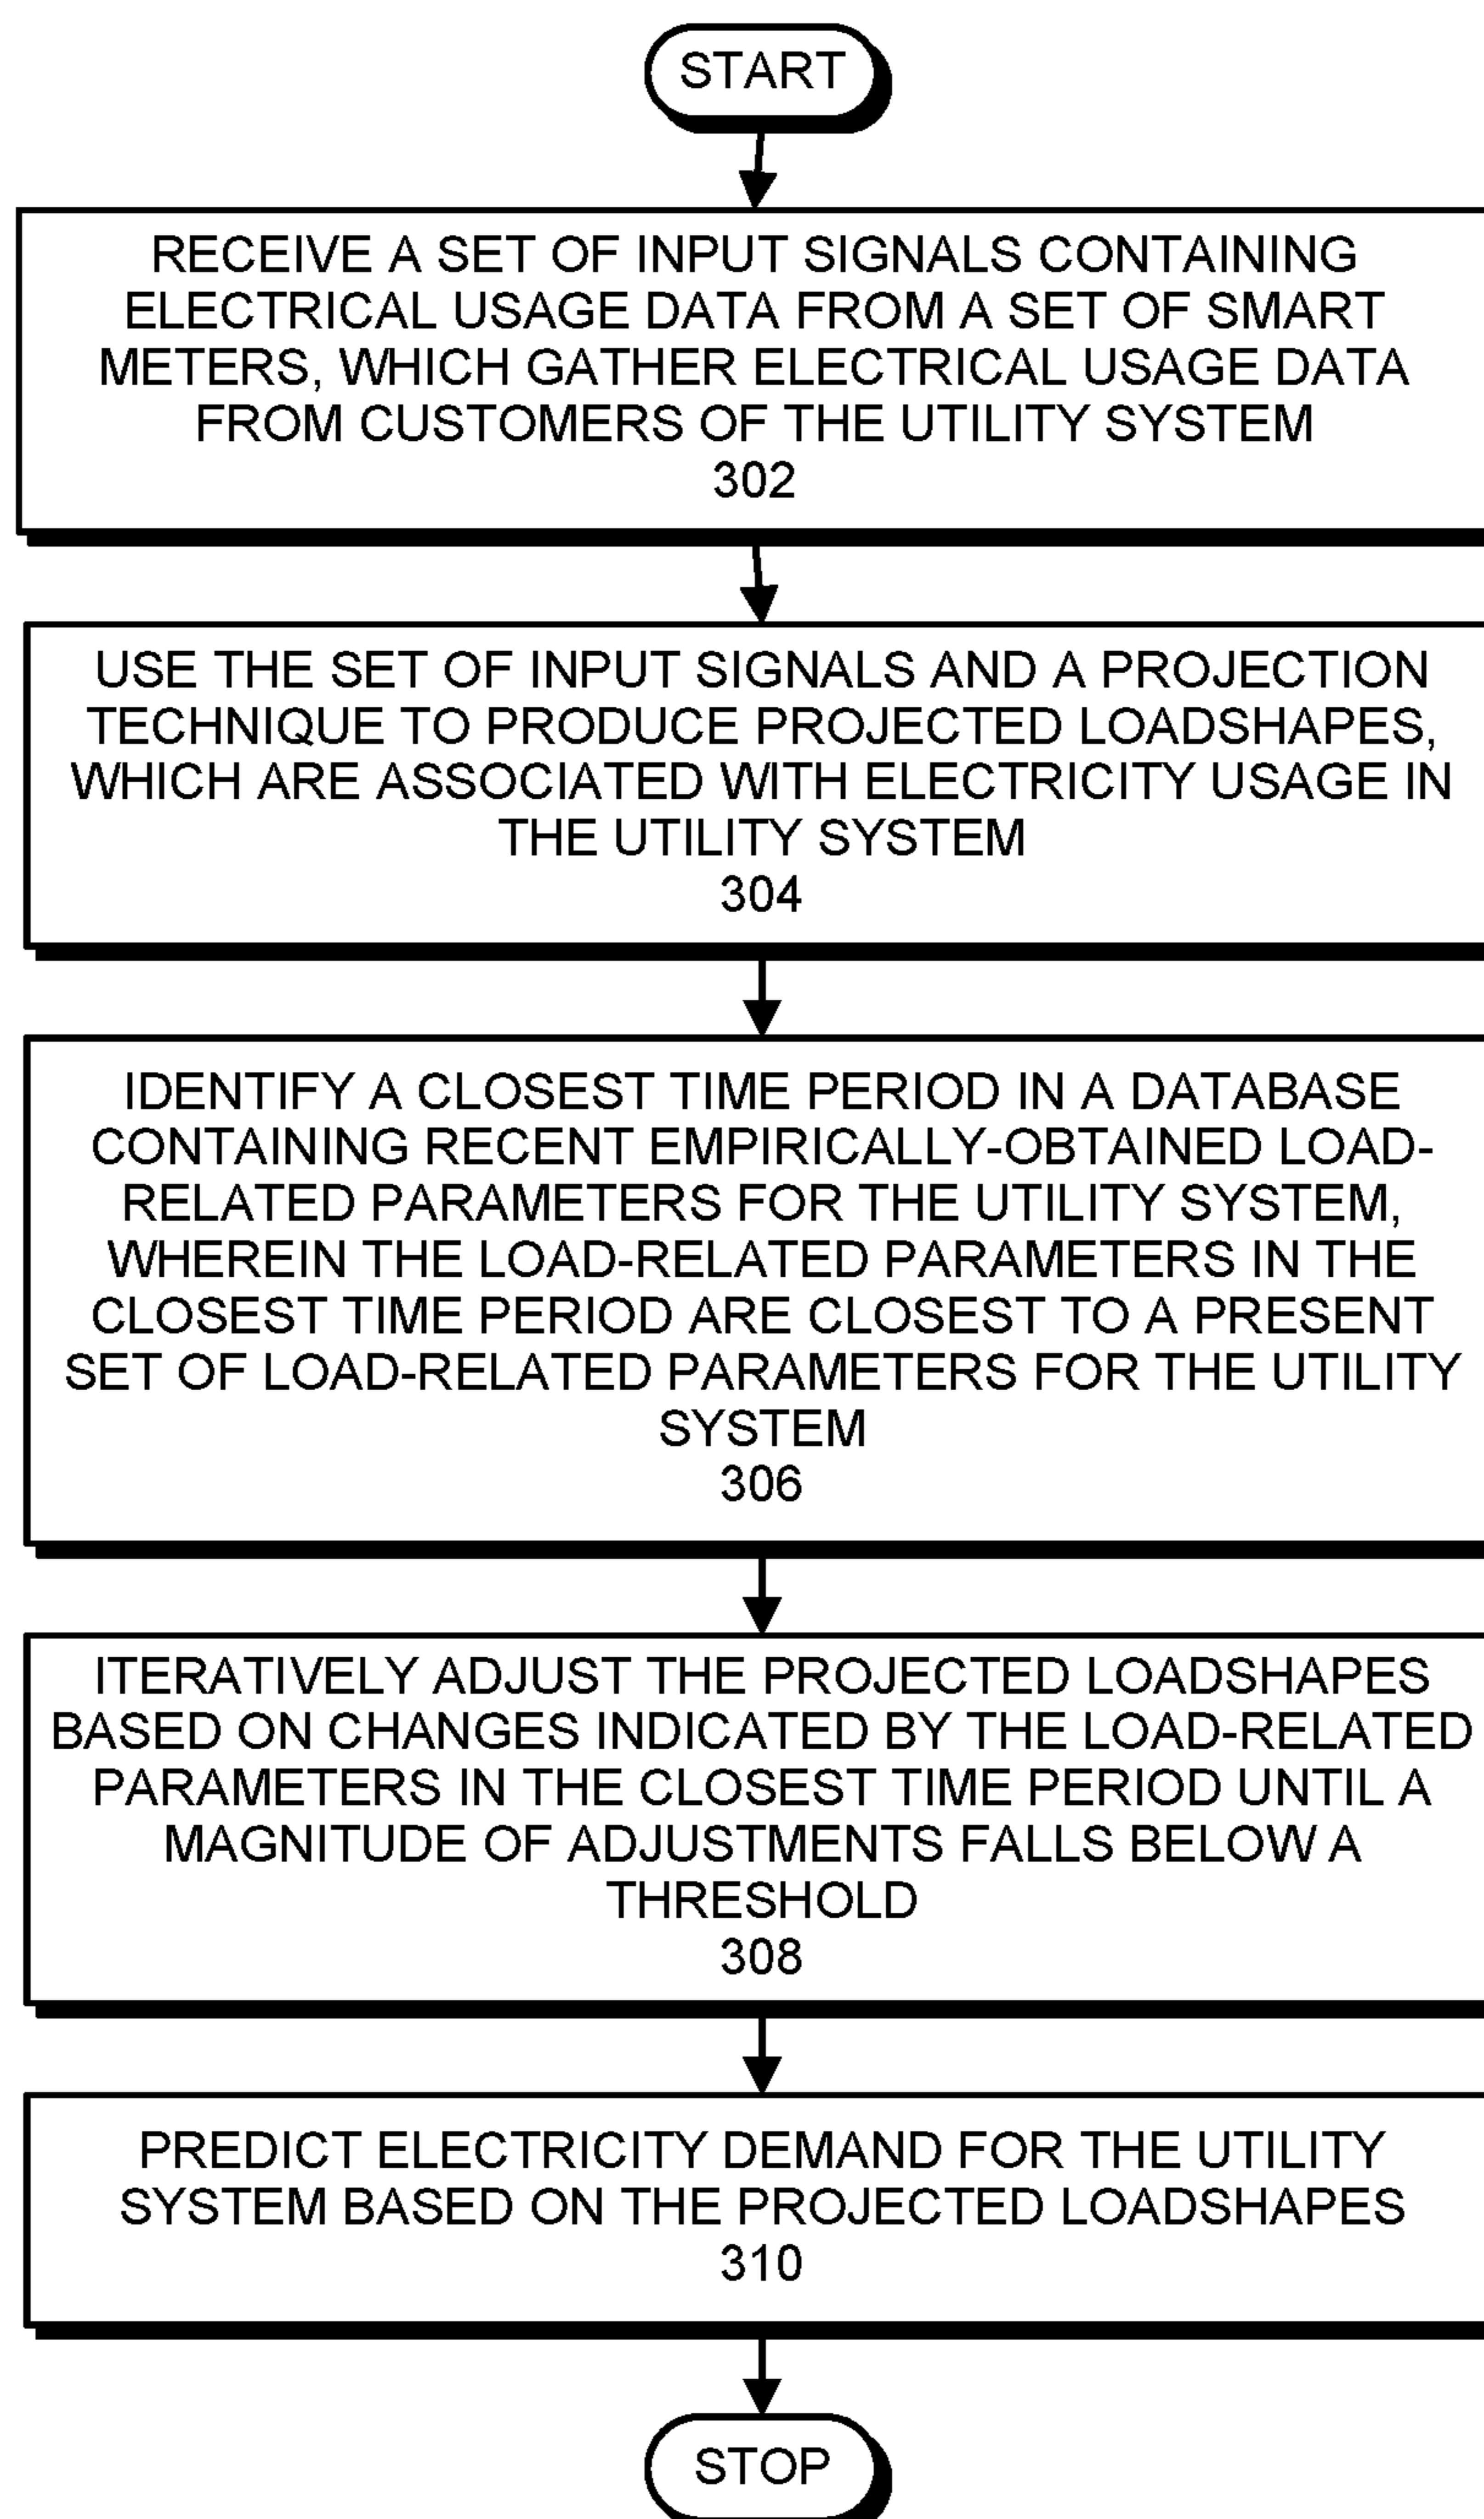 START
RECEIVE A SET OF INPUT SIGNALS CONTAINING
ELECTRICAL USAGE DATA FROM A SET OF SMART
METERS, WHICH GATHER ELECTRICAL USAGE DATA
FROM CUSTOMERS OF THE UTILITY SYSTEM
302
USE THE SET OF INPUT SIGNALS AND A PROJECTION
TECHNIQUE TO PRODUCE PROJECTED LOADSHAPES,
WHICH ARE ASSOCIATED WITH ELECTRICITY USAGE IN
THE UTILITY SYSTEM
304
IDENTIFY A CLOSEST TIME PERIOD IN A DATABASE
CONTAINING RECENT EMPIRICALLY-OBTAINED LOAD-
RELATED PARAMETERS FOR THE UTILITY SYSTEM,
WHEREIN THE LOAD-RELATED PARAMETERS IN THE
CLOSEST TIME PERIOD ARE CLOSEST TO A PRESENT
SET OF LOAD-RELATED PARAMETERS FOR THE UTILITY
SYSTEM
306
ITERATIVELY ADJUST THE PROJECTED LOADSHAPES
BASED ON CHANGES INDICATED BY THE LOAD-RELATED
PARAMETERS IN THE CLOSEST TIME PERIOD UNTIL A
MAGNITUDE OF ADJUSTMENTS FALLS BELOW A
THRESHOLD
308
PREDICT ELECTRICITY DEMAND FOR THE UTILITY
SYSTEM BASED ON THE PROJECTED LOADSHAPES
310
STOP